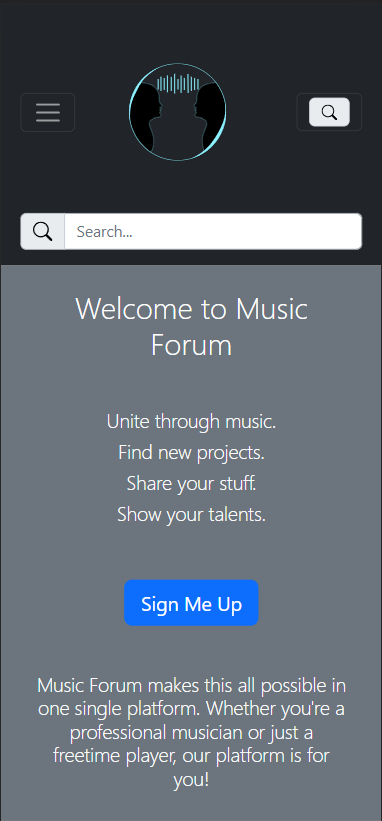 Search...
Welcome to Music
Forum
Unite through music.
Find new projects.
Share your stuff.
Show your talents.
Sign Me Up
Music Forum makes this all possible in
one single platform. Whether you're a
professional musician or just a
freetime player, our platform is for
you!